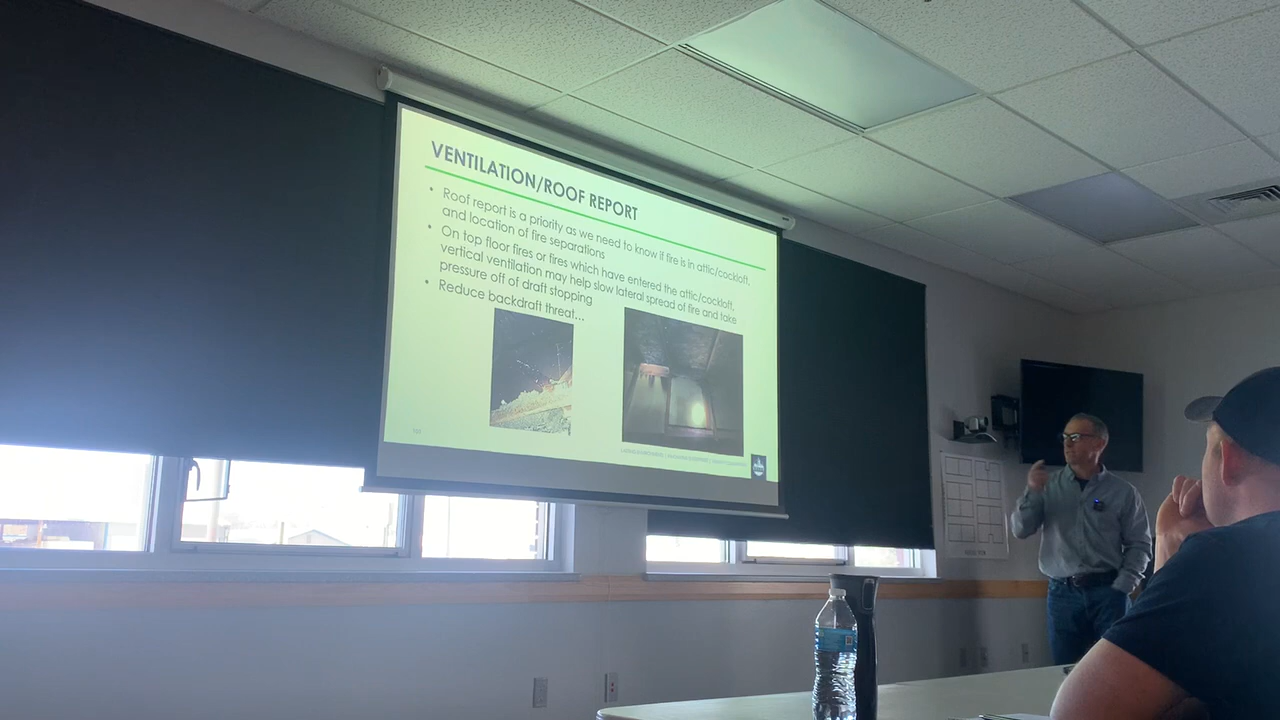 VENTILATION/ROOF REPORT
• Roof report is a priority as we need to know if fire is in attic/cockloft,
and location of fire separations
• On top floor fires or fires which have entered the attic/cockloft,
vertical ventilation may help slow lateral spread of fire and take
pressure off of draft stopping
• Reduce backdraft threat…